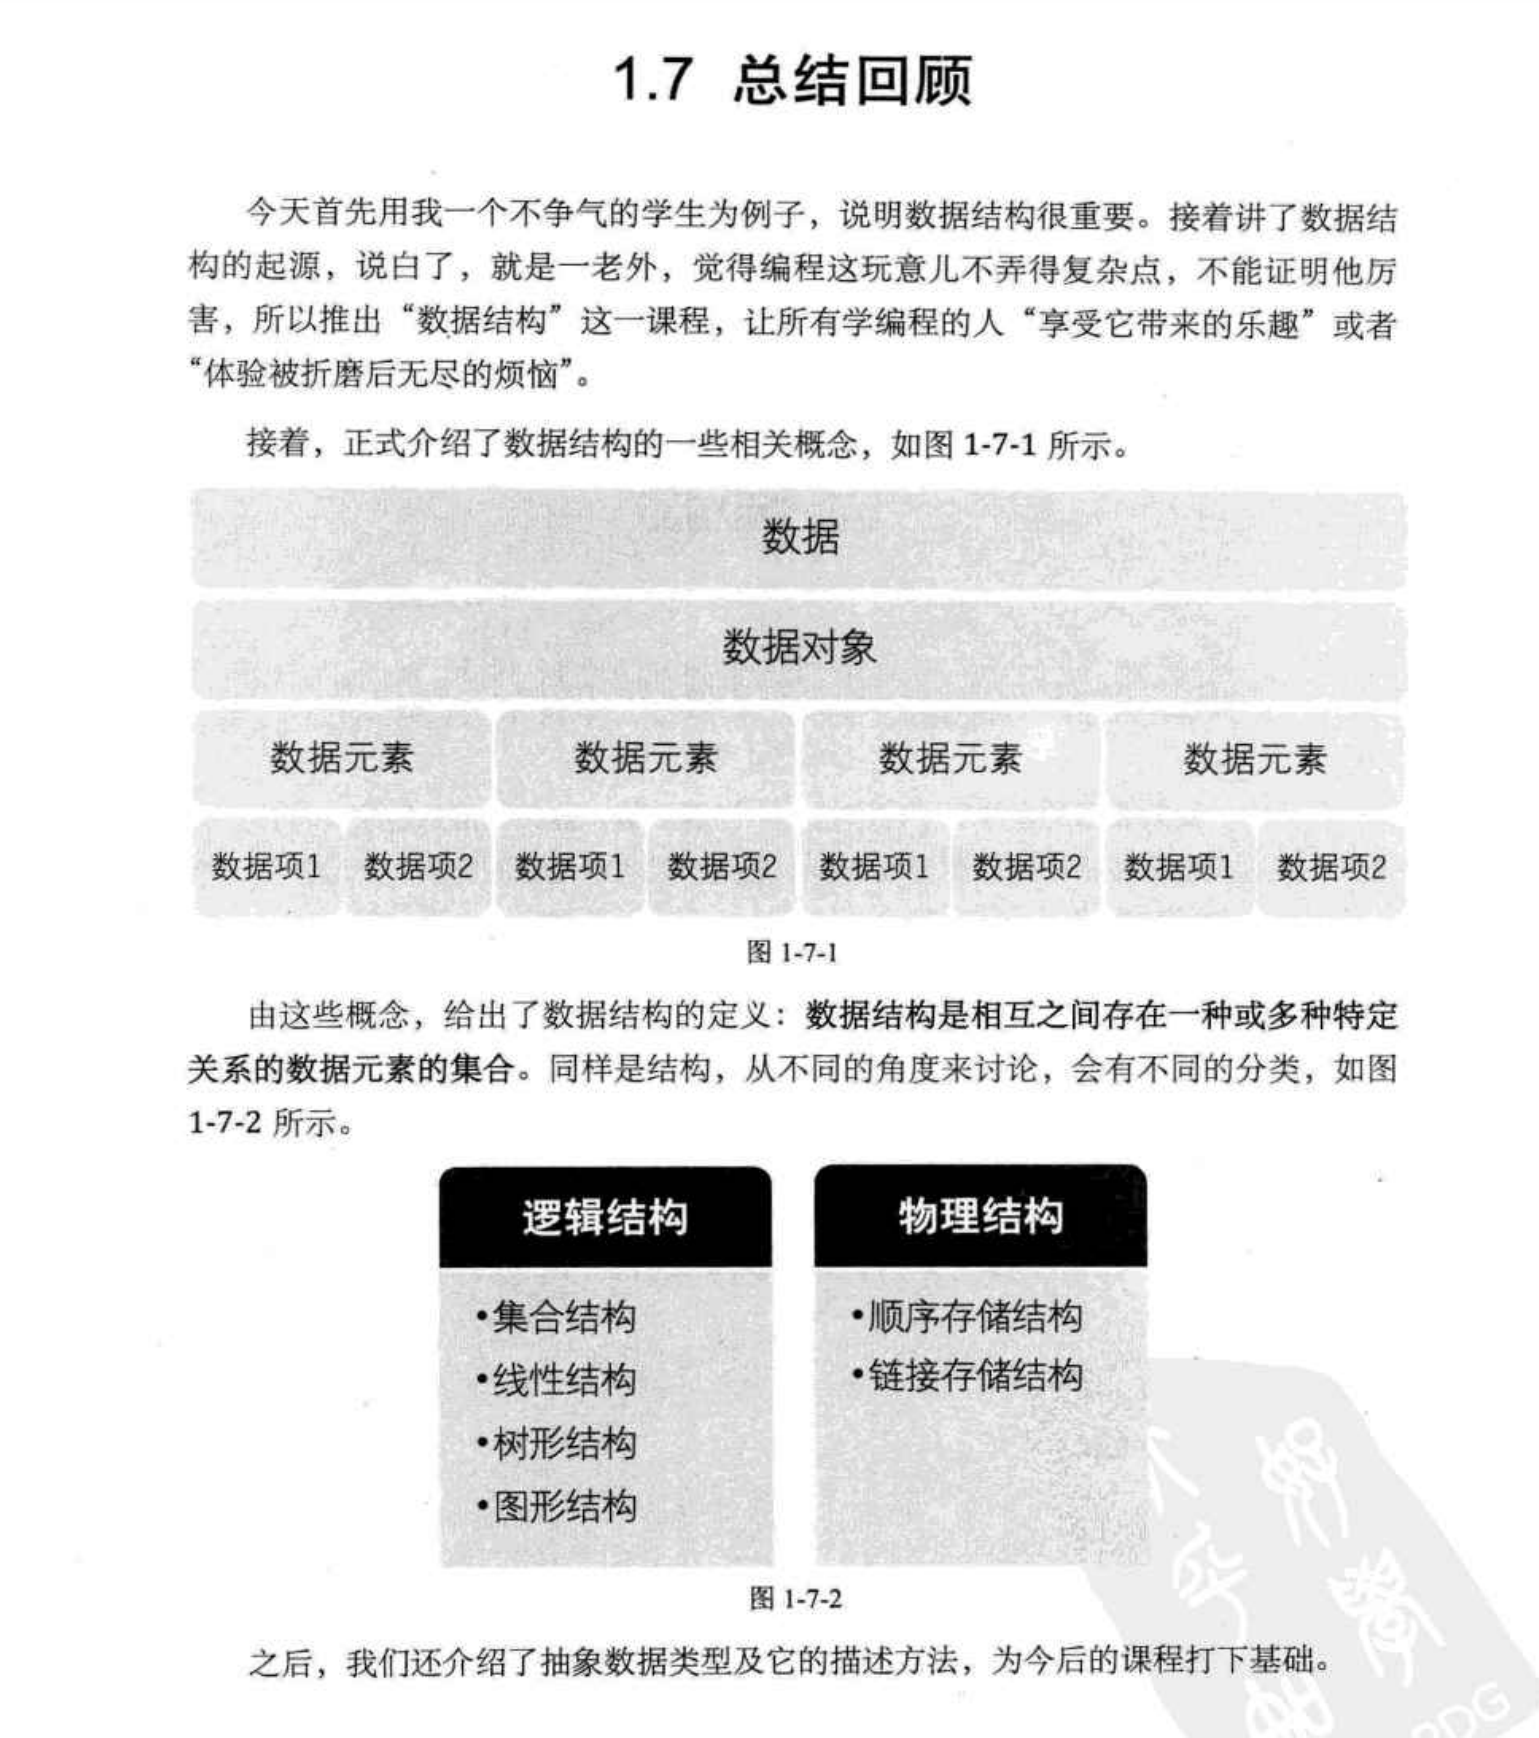 1.7 总结回顾
今天首先用我一个不争气的学生为例子，说明数据结构很重要。接着讲了数据结
构的起源，说白了，就是一老外，觉得编程这玩意儿不弄得复杂点，不能证明他厉
害，所以推出“数据结构”这一课程，让所有学编程的人“享受它带来的乐趣”或者
“体验被折磨后无尽的烦恼”。
接着，正式介绍了数据结构的一些相关概念，如图 1-7-1 所示。
数据
数据对象
数据元素 数据元素 数据元素 数据元素
数据项1 数据项2 数据项1 数据项2 数据项1 数据项2 数据项1 数据项2
图 1-7-1
由这些概念，给出了数据结构的定义：数据结构是相互之间存在一种或多种特定
关系的数据元素的集合。同样是结构，从不同的角度来讨论，会有不同的分类，如图
1-7-2 所示。
逻辑结构
•集合结构
•线性结构
•树形结构
•图形结构
物理结构
•顺序存储结构
•链接存储结构
图 1-7-2
之后，我们还介绍了抽象数据类型及它的描述方法，为今后的课程打下基础。